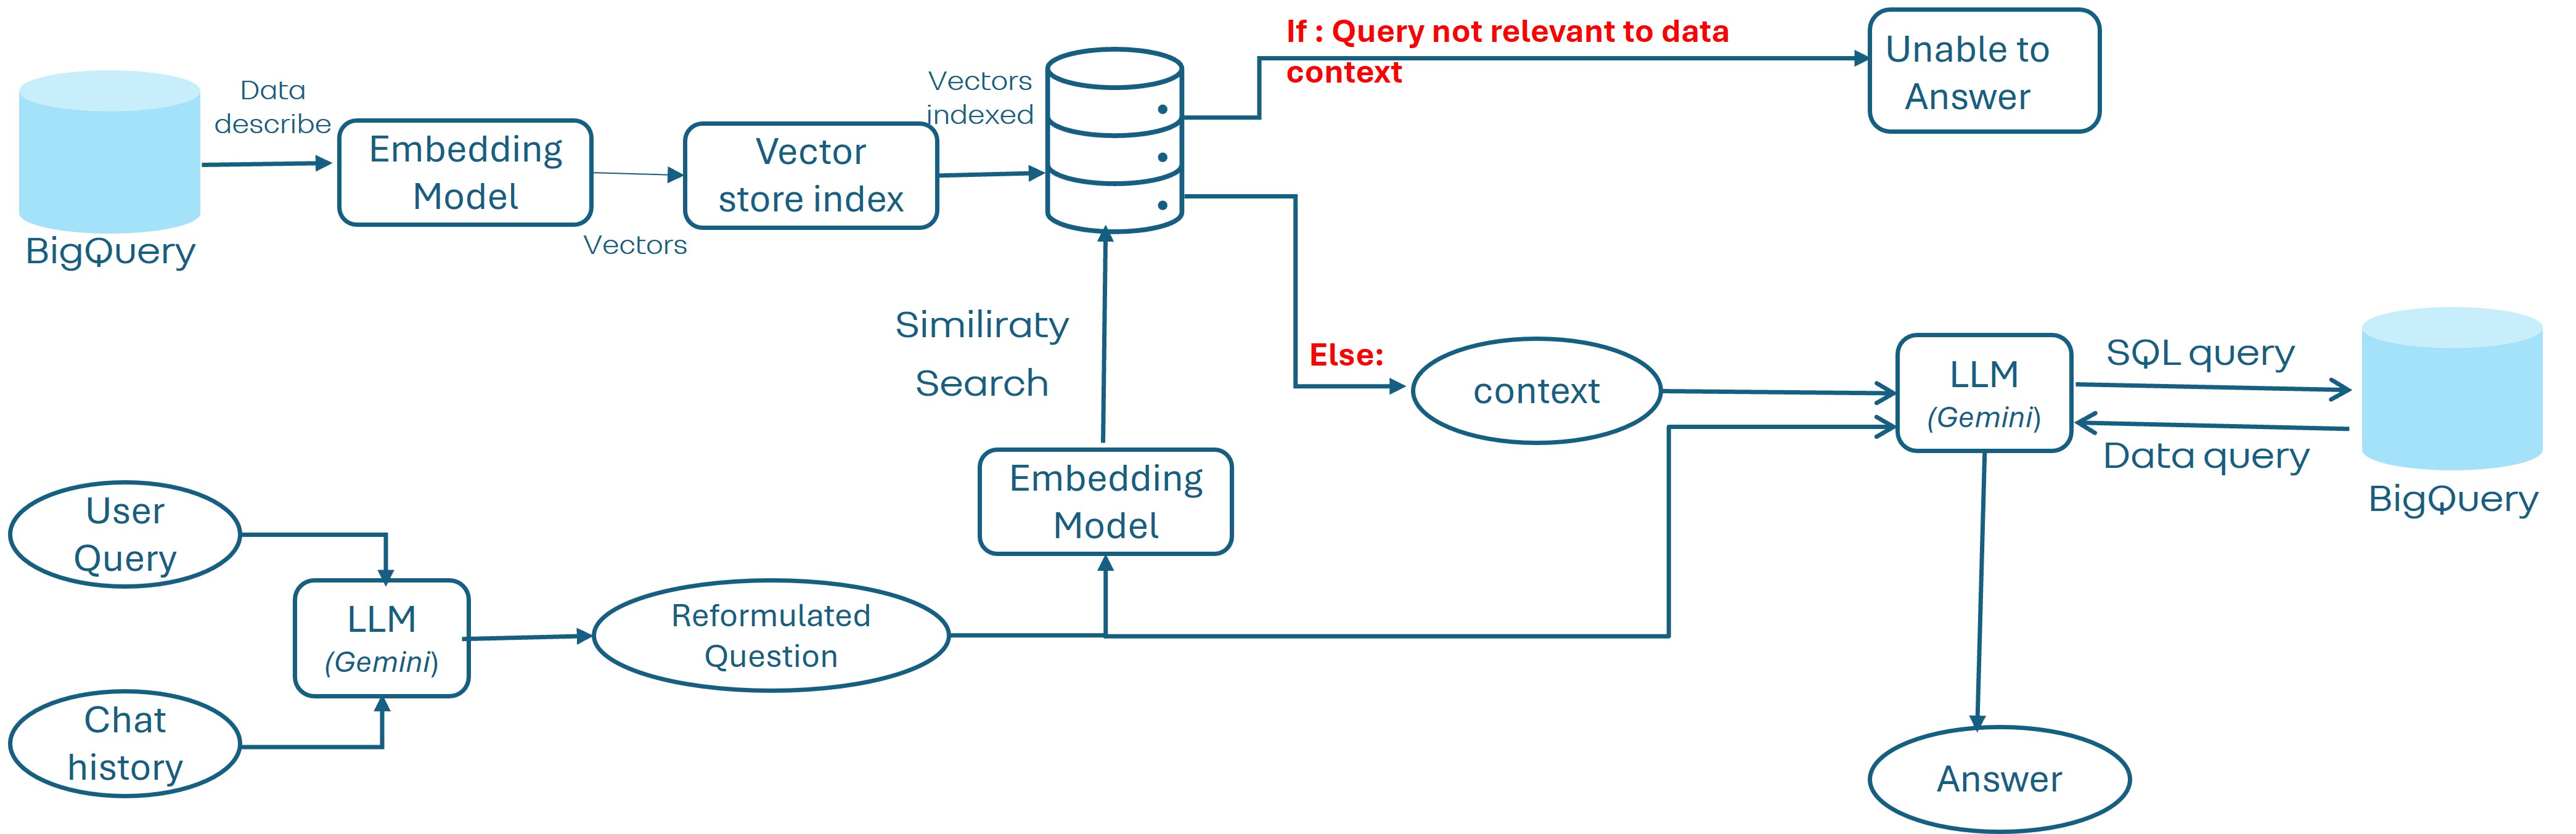 If : Query not relevant to data
context
Unable to
Answer
Data
describe
Vectors
indexed
Embedding
Model
Vector
store index
BigQuery
Vectors
Similiraty
Search
Else:
context
LLM
(Gemini)
SQL query
Data query
BigQuery
Embedding
Model
User
Query
LLM
(Gemini)
Reformulated
Question
Chat
history
Answer